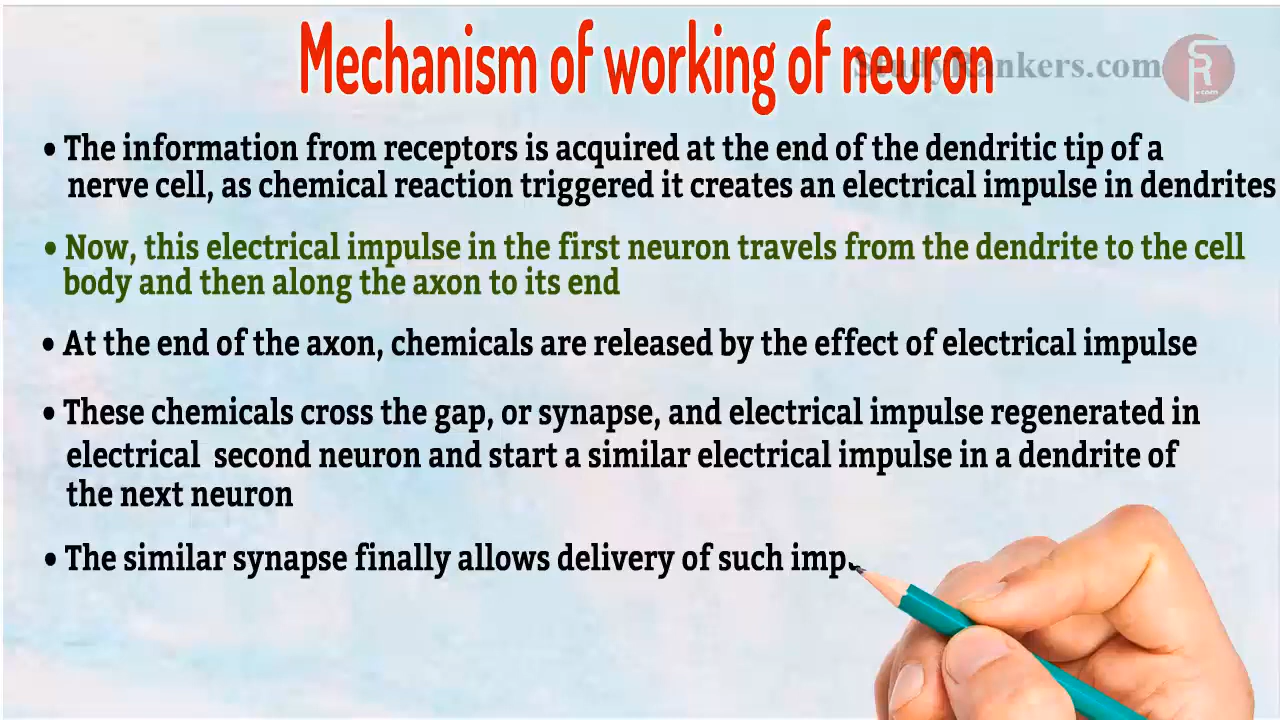 Mechanism of working of neuron
StudyRankers.com
• The information from receptors is acquired at the end of the dendritic tip of a
nerve cell, as chemical reaction triggered it creates an electrical impulse in dendrites
• Now, this electrical impulse in the first neuron travels from the dendrite to the cell
body and then along the axon to its end
• At the end of the axon, chemicals are released by the effect of electrical impulse
• These chemicals cross the gap, or synapse, and electrical impulse regenerated in
electrical second neuron and start a similar electrical impulse in a dendrite of
the next neuron
• The similar synapse finally allows delivery of such imp